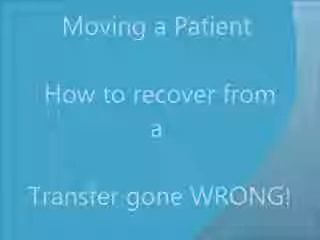 Moving a Patient
How to recover from
a
Transfer gone WRONG!